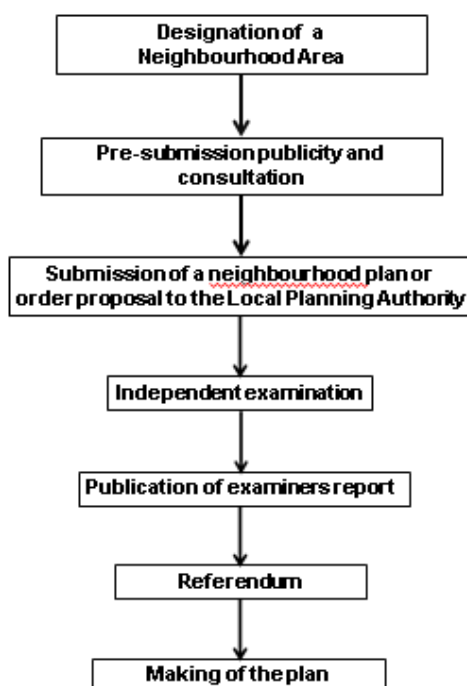 Designation of a
Neighbourhood Area
Pre-submission publicity and
consultation
Submission of a neighbourhood plan or
order proposal to the Local Planning Authority
Independent examination
Publication of examiners report
Referendum
Making of the plan